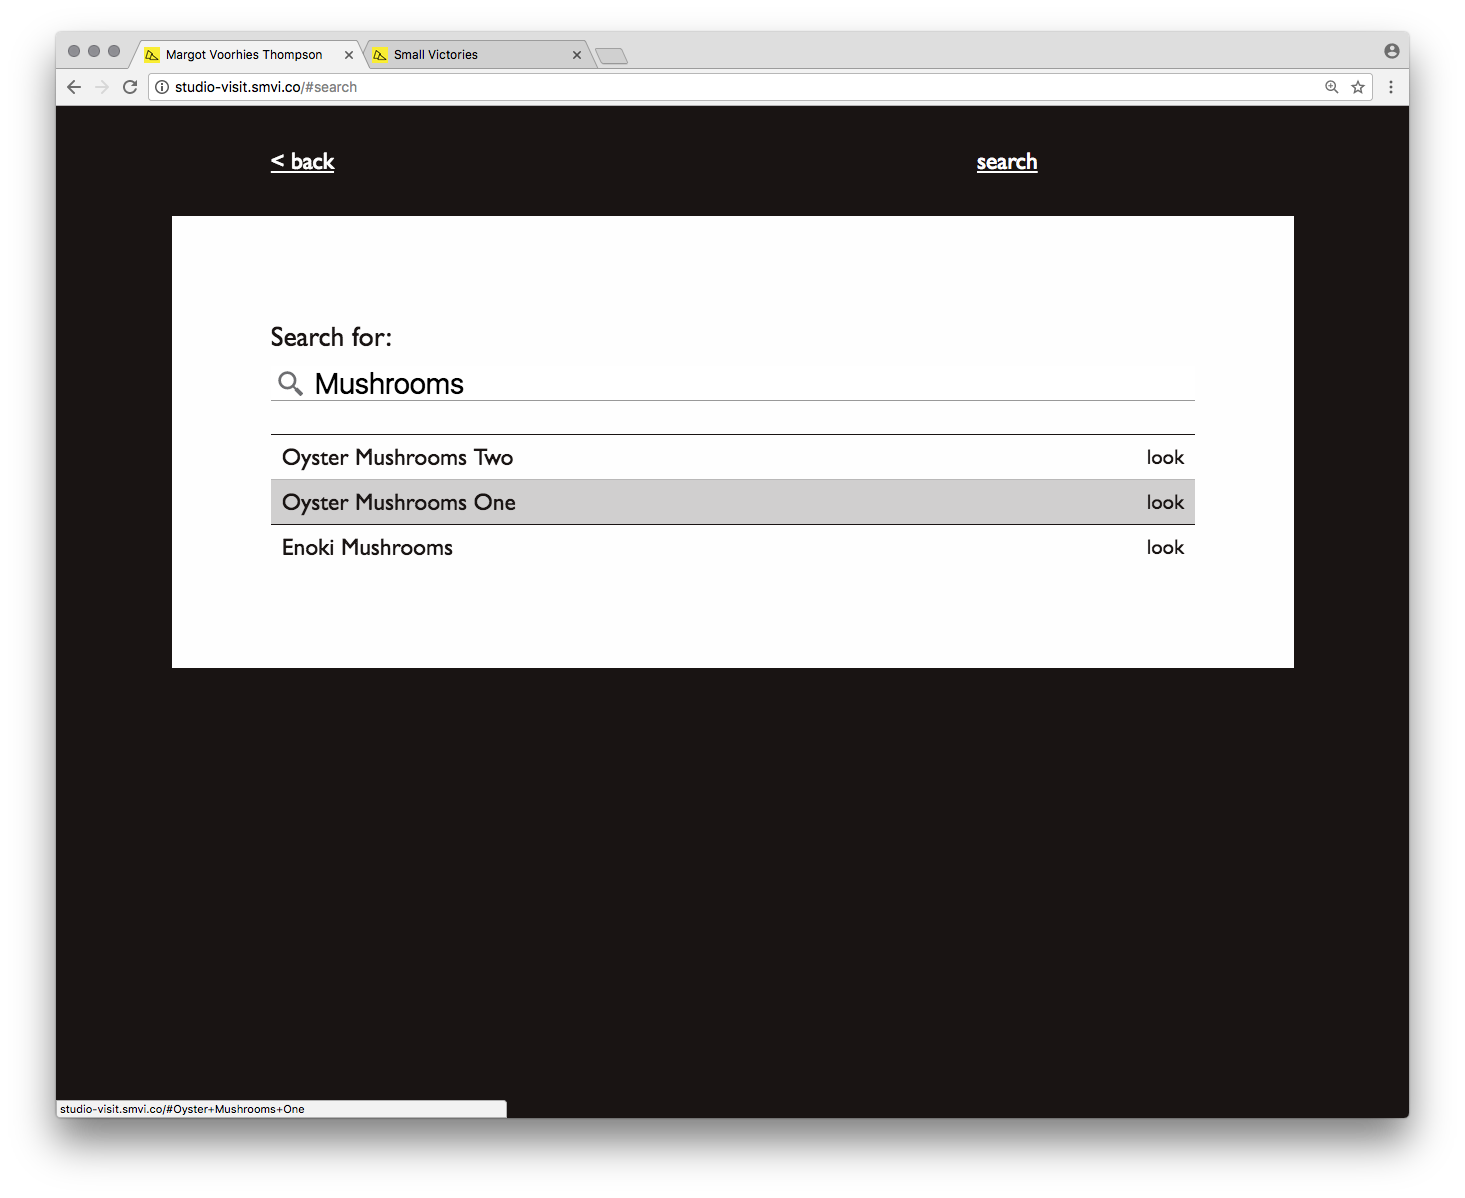 Margot Voorhies Thompson
Small Victories
studio-visit.smvi.co/#search
< back
search
Search for:
Mushrooms
Oyster Mushrooms Two look
Oyster Mushrooms One look
Enoki Mushrooms look
studio-visit.smvi.co/#Oyster+Mushrooms+One